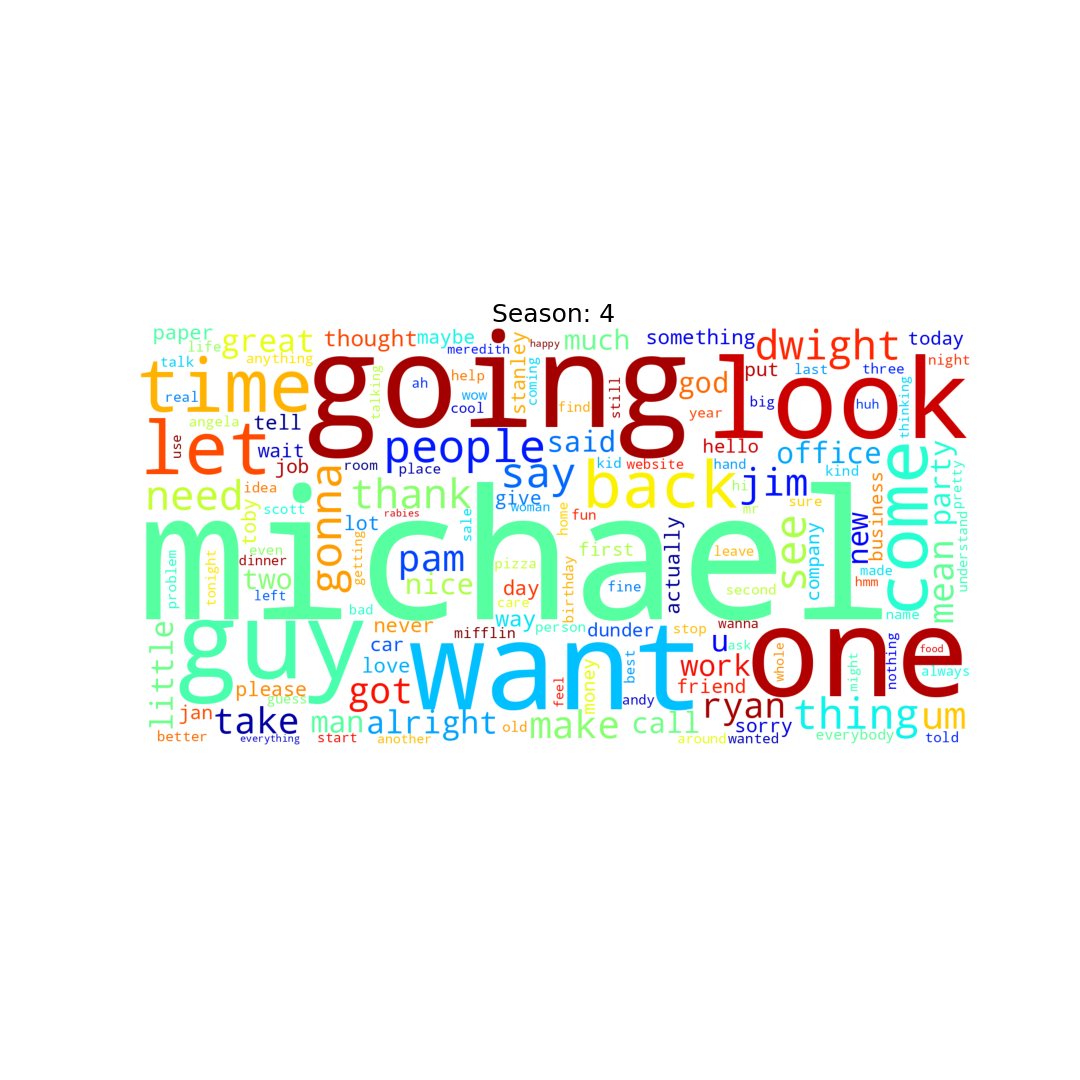 Season: 4
paper
life
great
thought
maybe
meredith
stanley
coming
happy
much
something
dwight
today
talk
anything
time
going
real
talking
ah
help
wow
cool
find
still
god
put
last
three
night
look
year
big
huh
thinking
angela
tell
use
let
wait
people
said
hello
office
job
room
place
say
kid
website
hand
kind
need
idea
gonna
thank
give
woman
back
hi
jim
sure
business
come
mean party
pretty
understand
scott
toby
lot
rabies
sale
home
fun
mr
new
michael
even
getting
pam
first
actually
leave
see
company
dinner
two
tonight
problem
left
nice
pizza
day
birthday
fine
second
made
hmm
bad
care
way
name
guy
little
never
mifflin
person
dunder
stop
wanna
u
ask
one
nothing
food
car
love
want
best
work
whole
might
always
please
guess
got
feel
money
andy
friend
ryan
thing
um
jan
take
man
alright
old
make
call
sorry
better
everything
start
another
around
wanted
everybody
told